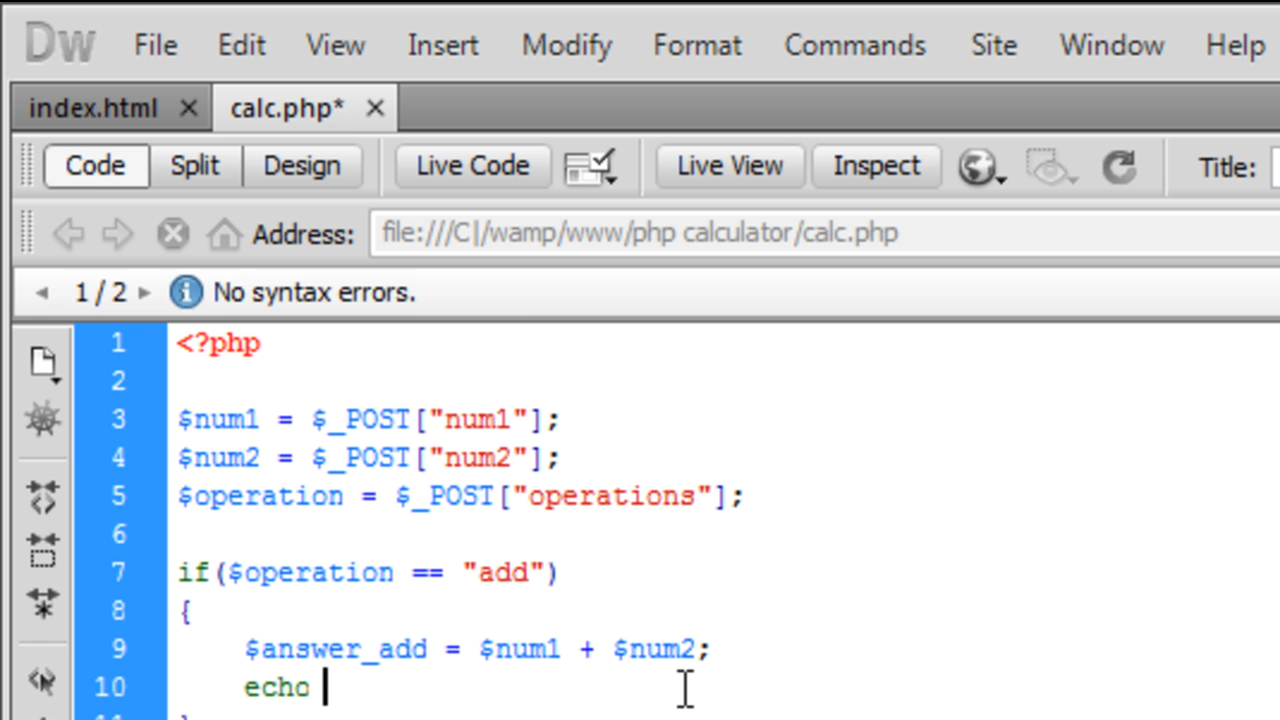 Dw File Edit View Insert Modify Format Commands Site Window Help
index.html × calc.php* ×
Code Split Design Live Code Live View Inspect Title:
Address: file:///C|/wamp/www/php calculator/calc.php
1 / 2 No syntax errors.
1 <?php
2
3 $num1 = $_POST["num1"];
4 $num2 = $_POST["num2"];
5 $operation = $_POST["operations"];
6
7 if($operation == "add")
8 {
9 $answer_add = $num1 + $num2;
10 echo